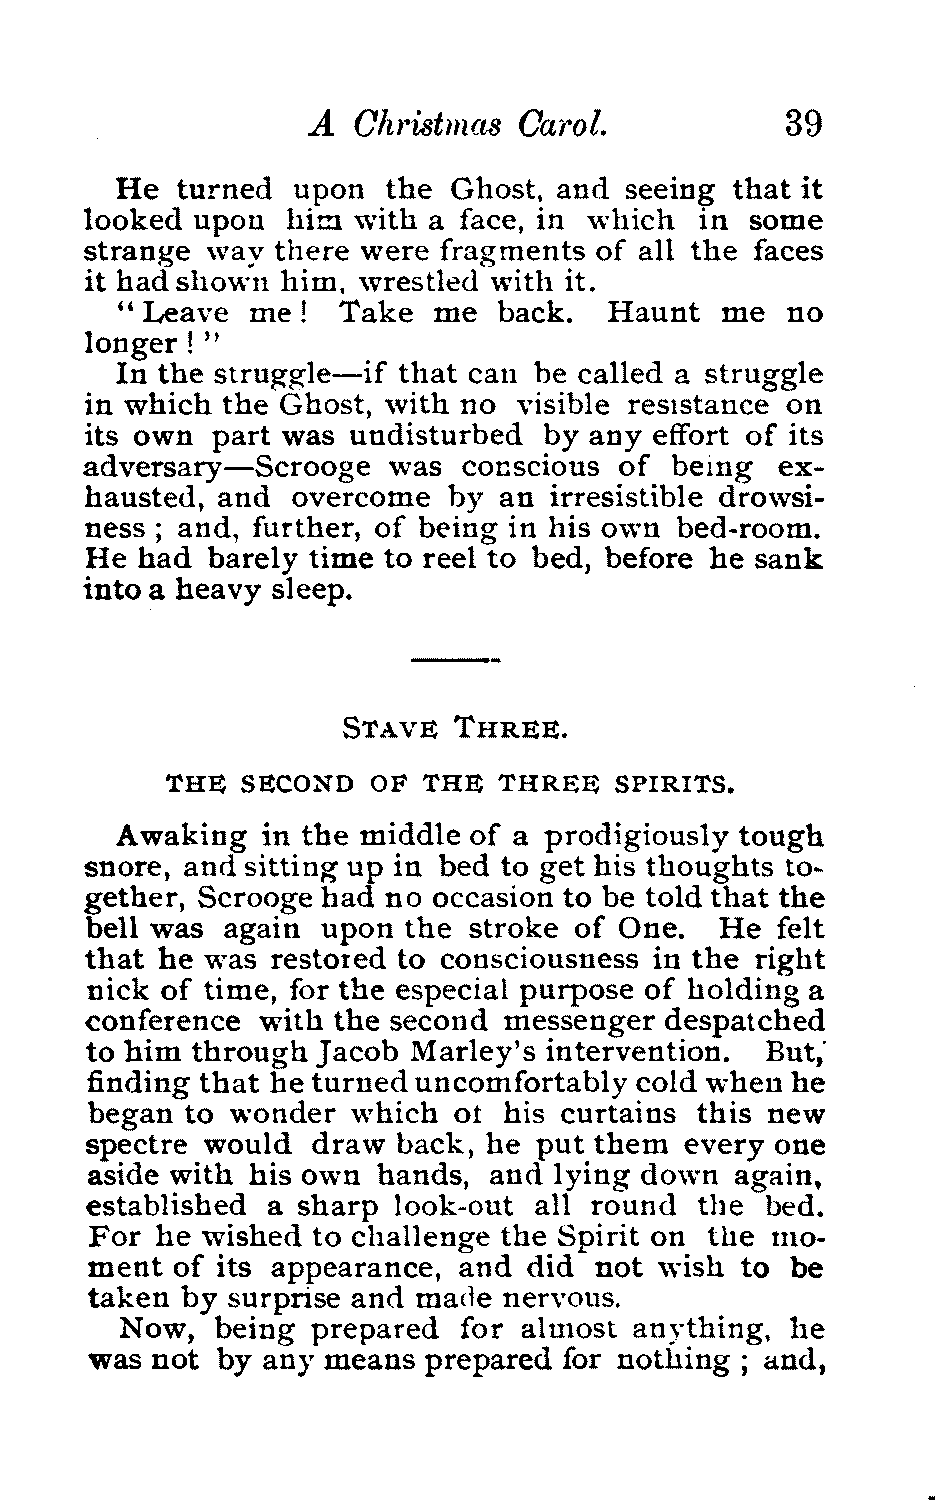 A Christmas Carol. 39
He turned upon the Ghost, and seeing that it
looked upon him with a face, in which in some
strange way there were fragments of all the faces
it had shown him, wrestled with it.
“Leave me! Take me back. Haunt me no
longer!”
In the struggle—if that can be called a struggle
in which the Ghost, with no visible resistance on
its own part was undisturbed by any effort of its
adversary—Scrooge was conscious of being ex-
hausted, and overcome by an irresistible drowsi-
ness; and, further, of being in his own bed-room.
He had barely time to reel to bed, before he sank
into a heavy sleep.
STAVE THREE.
THE SECOND OF THE THREE SPIRITS.
Awaking in the middle of a prodigiously tough
snore, and sitting up in bed to get his thoughts to-
gether, Scrooge had no occasion to be told that the
bell was again upon the stroke of One. He felt
that he was restored to consciousness in the right
nick of time, for the especial purpose of holding a
conference with the second messenger despatched
to him through Jacob Marley's intervention. But,
finding that he turned uncomfortably cold when he
began to wonder which of his curtains this new
spectre would draw back, he put them every one
aside with his own hands, and lying down again,
established a sharp look-out all round the bed.
For he wished to challenge the Spirit on the mo-
ment of its appearance, and did not wish to be
taken by surprise and made nervous.
Now, being prepared for almost anything, he
was not by any means prepared for nothing; and,